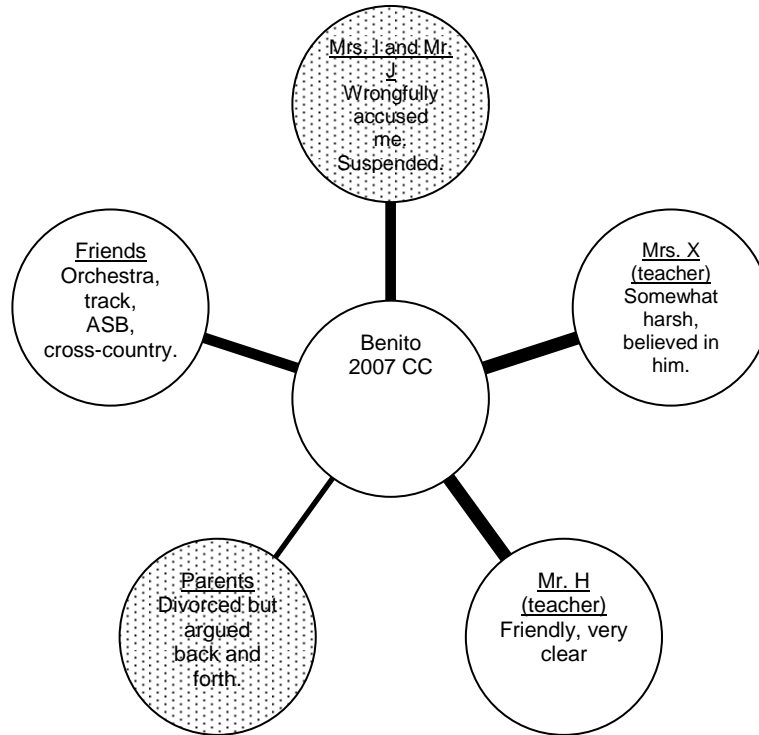 Mrs. I and Mr.
J
Wrongfully
accused
me.
Suspended.
Friends
Orchestra,
track,
ASB,
cross-country.
Mrs. X
(teacher)
Somewhat
harsh,
believed in
him.
Benito
2007 CC
Parents
Divorced but
argued
back and
forth.
Mr. H
(teacher)
Friendly, very
clear